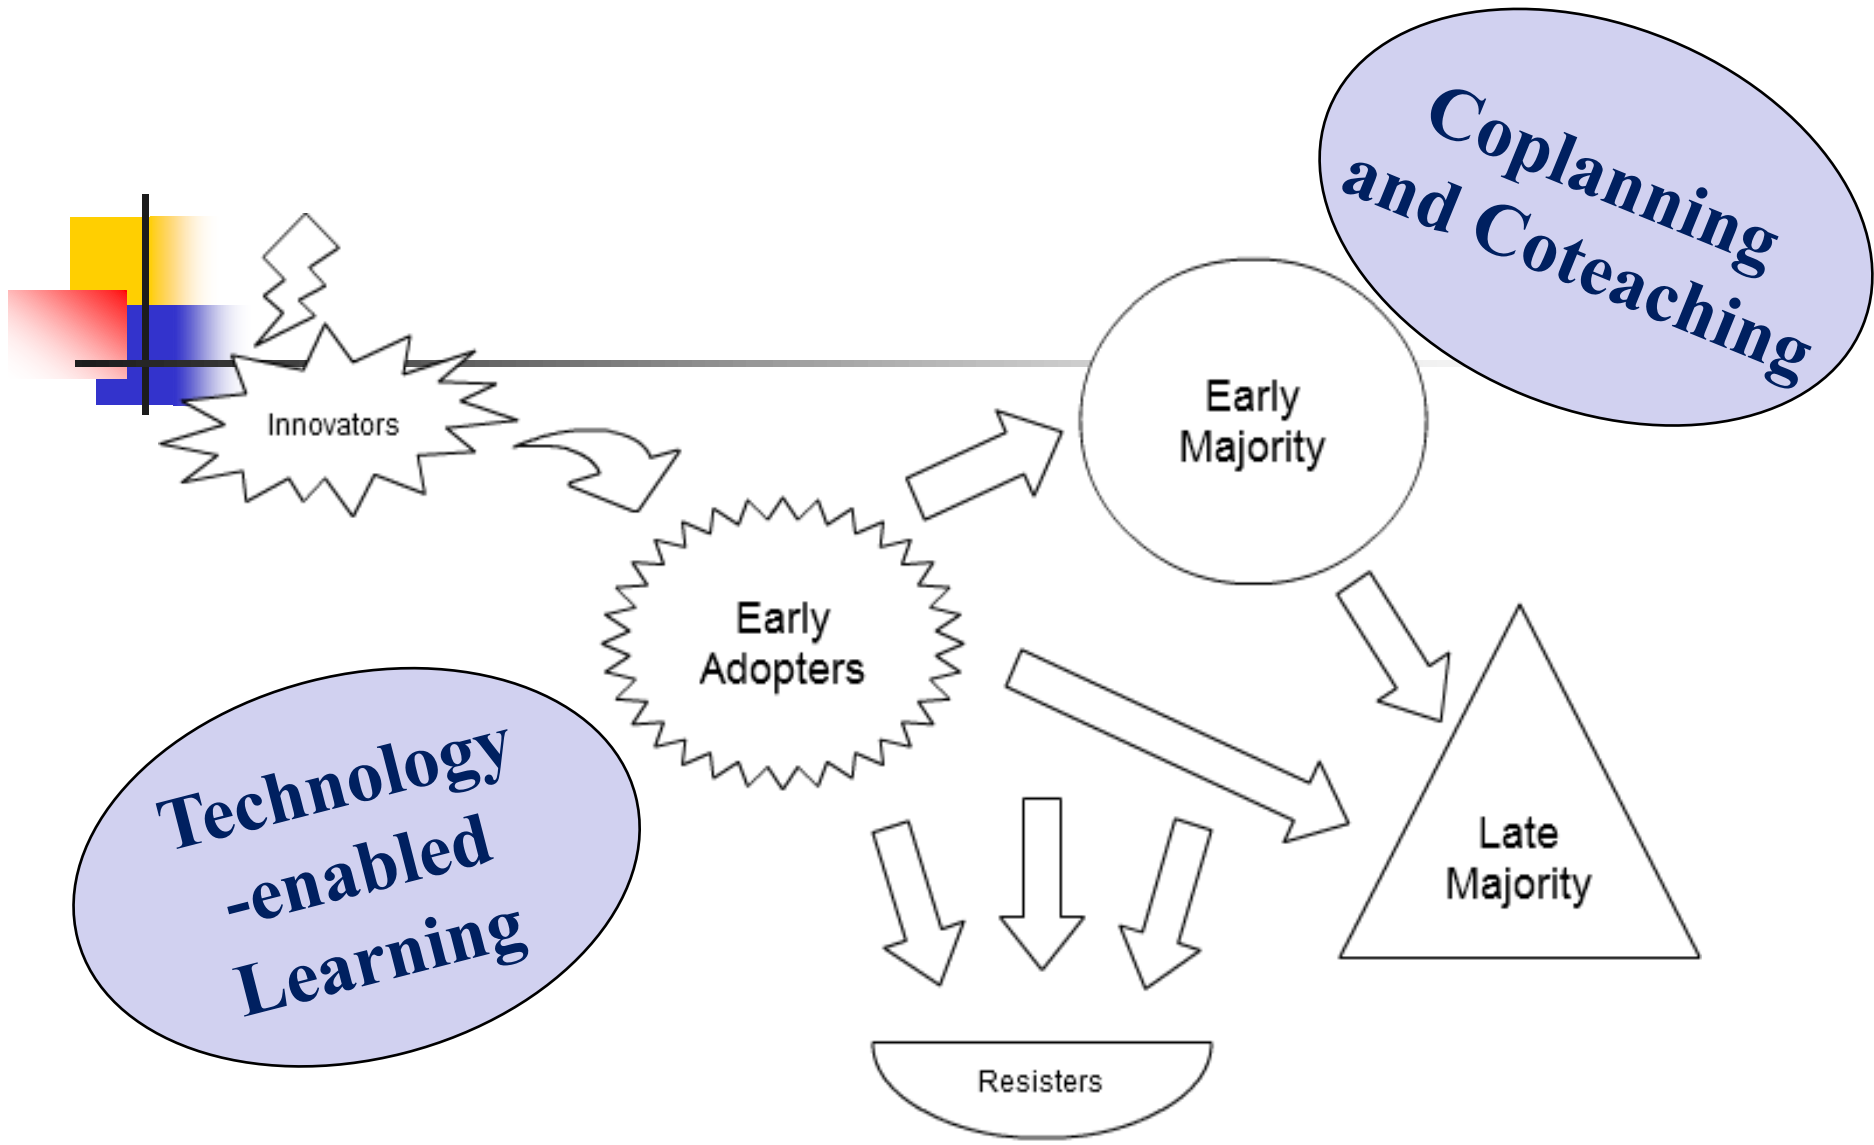 Coplanning
and Coteaching
Innovators
Early
Majority
Early
Adopters
Technology
-enabled
Learning
Late
Majority
Resisters